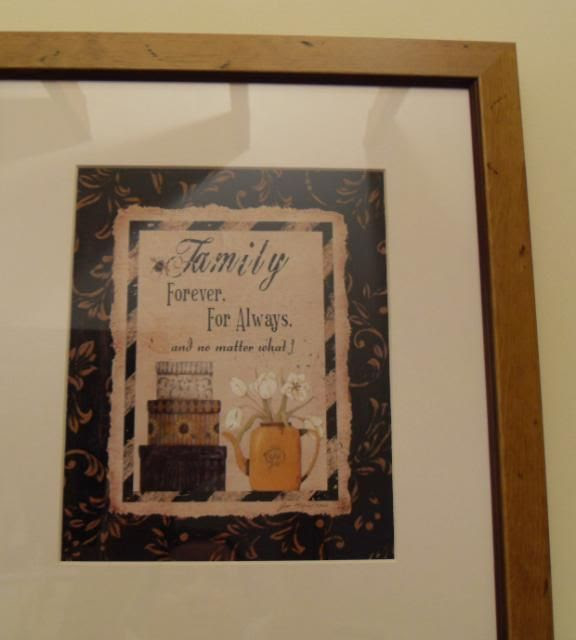 Family
Forever.
For Always.
and no matter what!